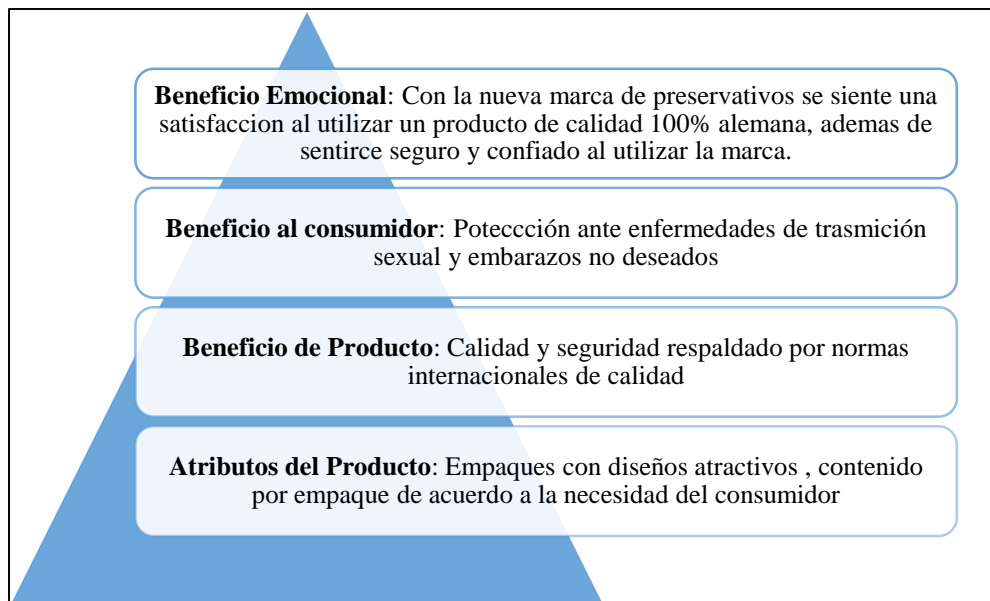 Beneficio Emocional: Con la nueva marca de preservativos se siente una
satisfaccion al utilizar un producto de calidad 100% alemana, ademas de
sentirce seguro y confiado al utilizar la marca.
Beneficio al consumidor: Poteccción ante enfermedades de trasmición
sexual y embarazos no deseados
Beneficio de Producto: Calidad y seguridad respaldado por normas
internacionales de calidad
Atributos del Producto: Empaques con diseños atractivos , contenido
por empaque de acuerdo a la necesidad del consumidor